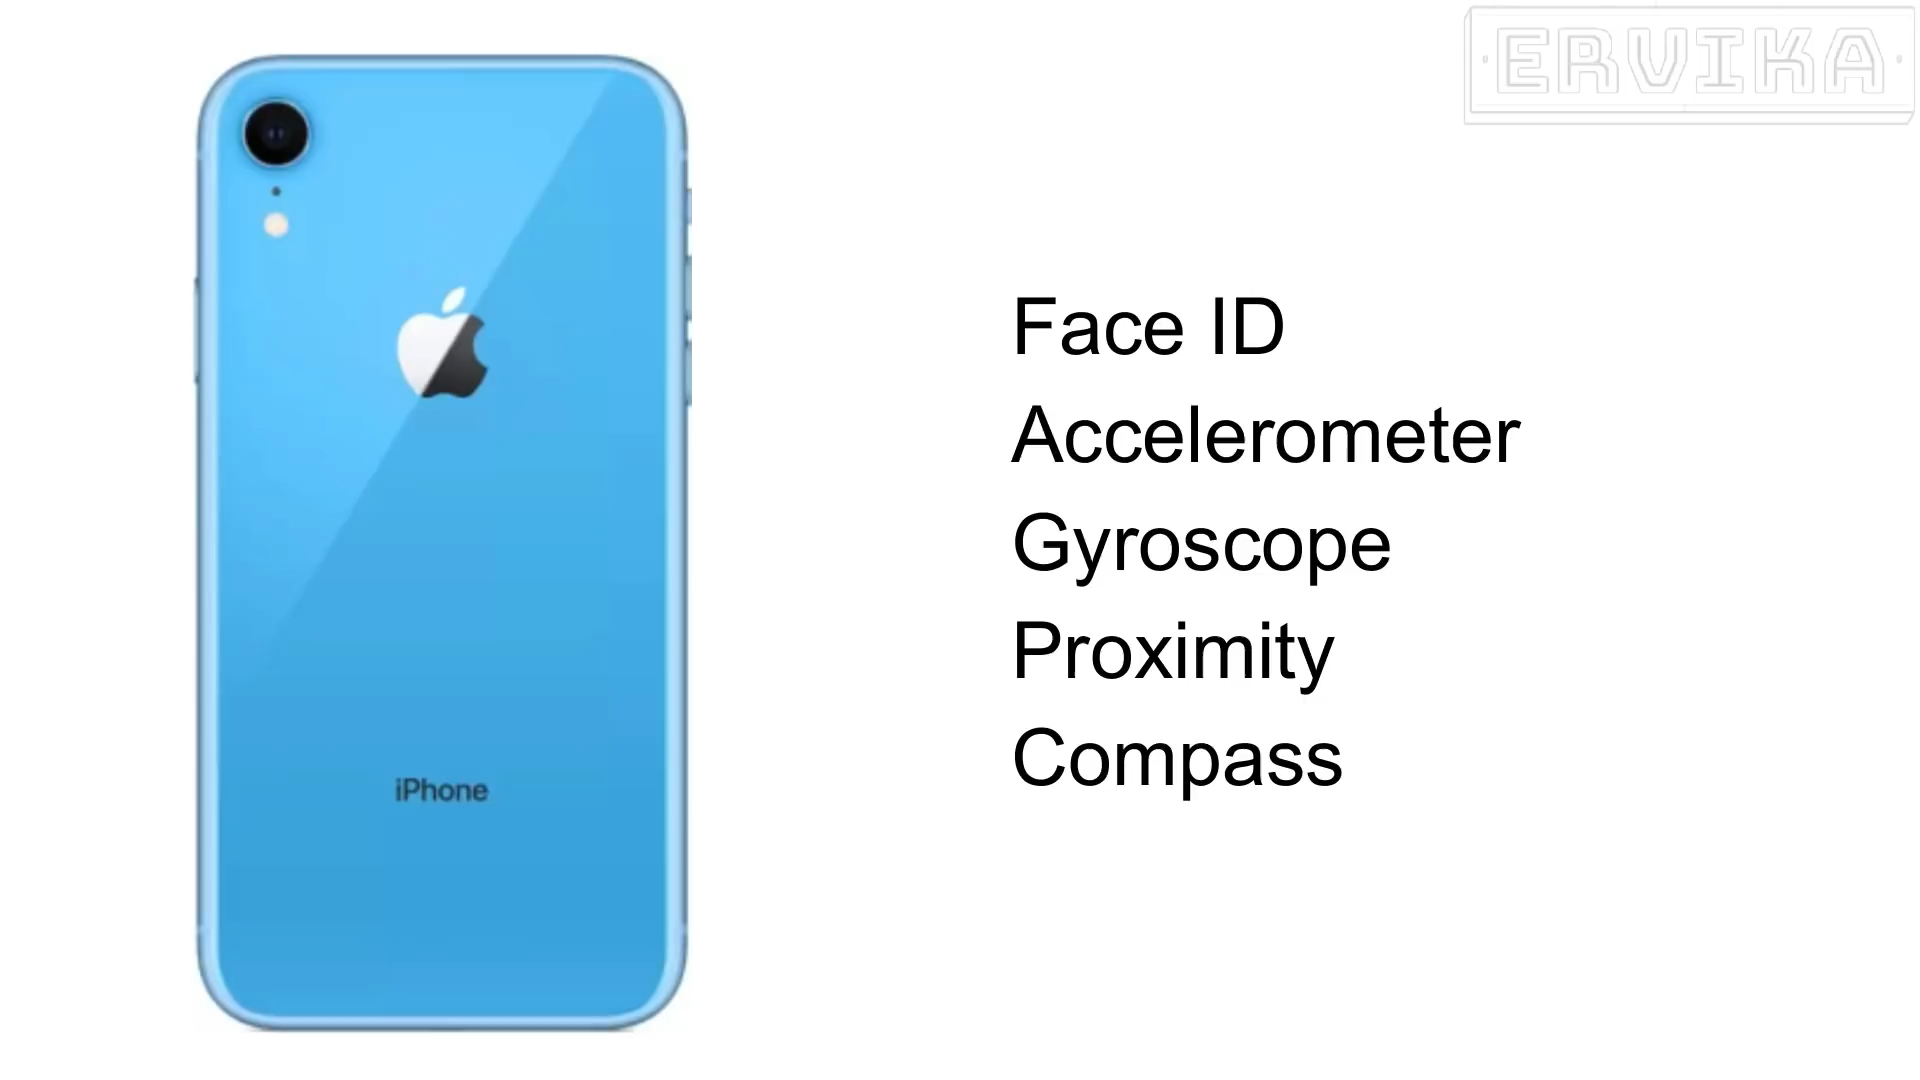 ERVIKA
Face ID
Accelerometer
Gyroscope
Proximity
Compass
iPhone